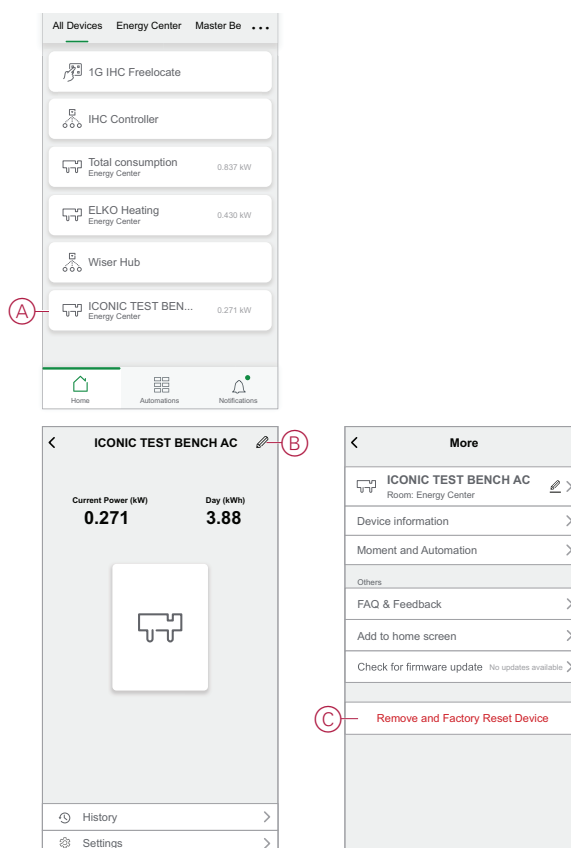 All Devices Energy Center Master Be ...
1G IHC Freelocate
IHC Controller
Total consumption
Energy Center
0.837 kW
ELKO Heating
Energy Center
0.430 kW
Wiser Hub
A
ICONIC TEST BEN...
Energy Center
0.271 kW
Home Automations Notifications
ICONIC TEST BENCH AC
B
Current Power (kW) Day (kWh)
0.271 3.88
History
Settings
More
ICONIC TEST BENCH AC
Room: Energy Center
Device information
Moment and Automation
Others
FAQ & Feedback
Add to home screen
Check for firmware update No updates available
C
Remove and Factory Reset Device